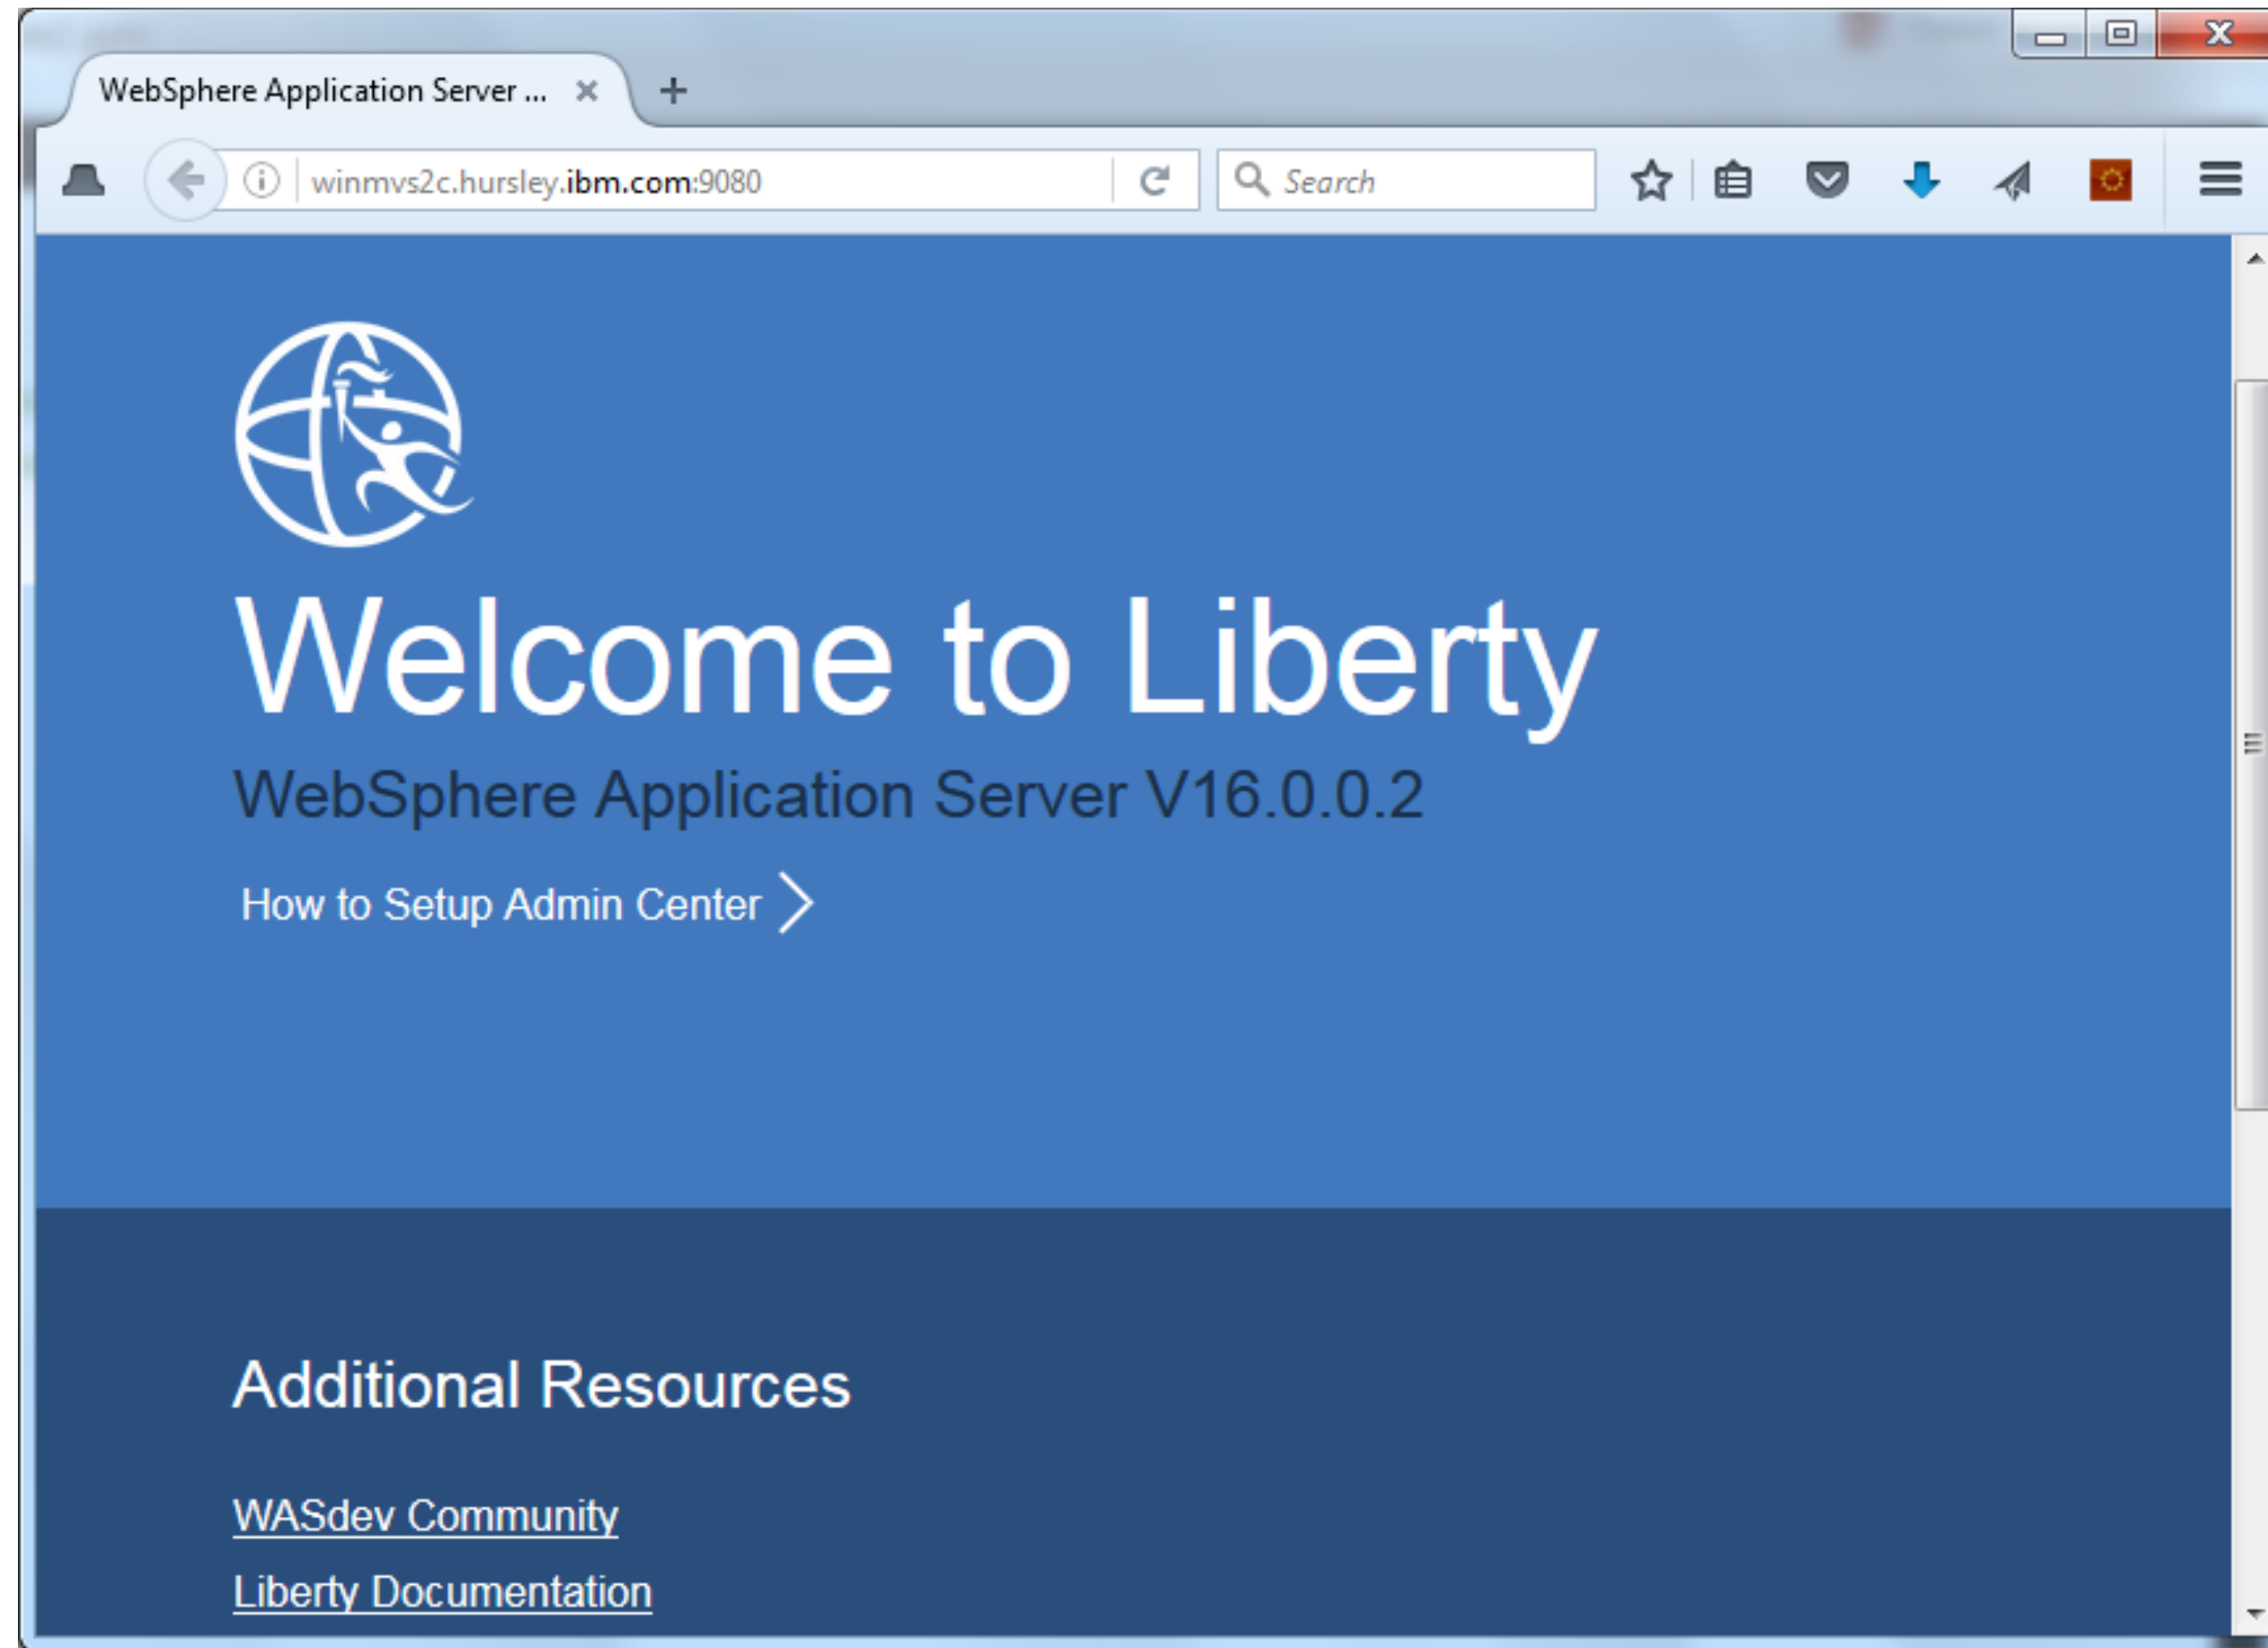 WebSphere Application Server ...
winmvs2c.hursley.ibm.com:9080
Search
Welcome to Liberty
WebSphere Application Server V16.0.0.2
How to Setup Admin Center
Additional Resources
WASdev Community
Liberty Documentation